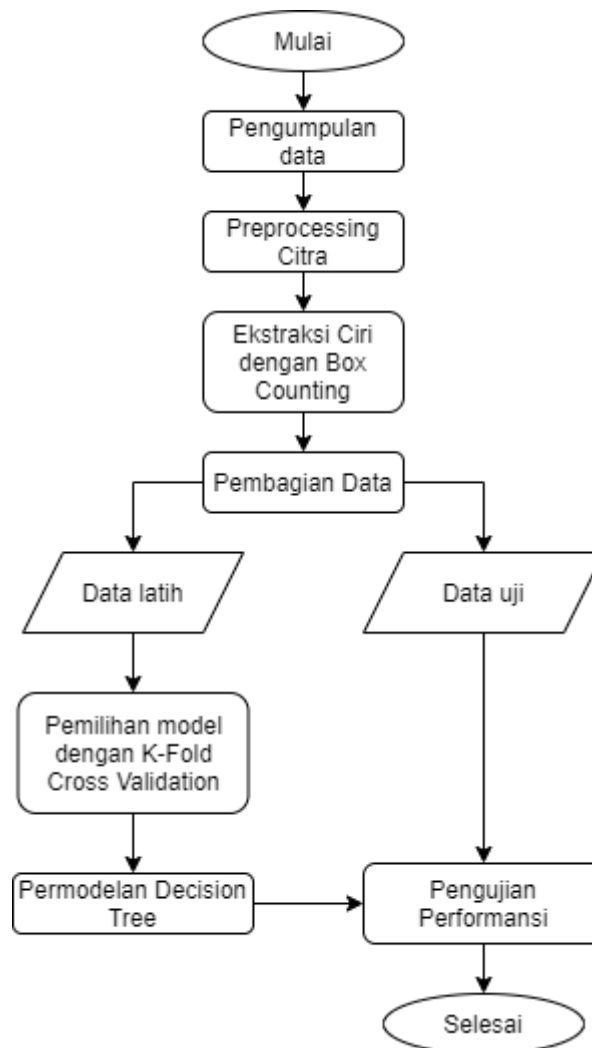 Mulai
Pengumpulan
data
Preprocessing
Citra
Ekstraksi Ciri
dengan Box
Counting
Pembagian Data
Data latih
Data uji
Pemilihan model
dengan K-Fold
Cross Validation
Permodelan Decision
Tree
Pengujian
Performansi
Selesai